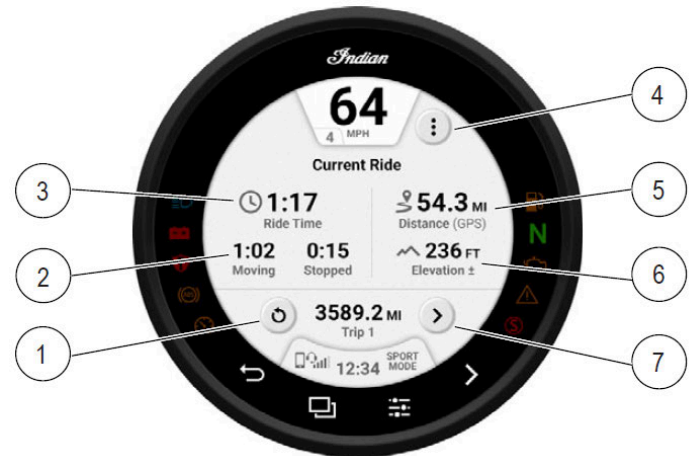 Indian
64
4 MPH
Current Ride
1:17
Ride Time
54.3 MI
Distance (GPS)
1:02
Moving
0:15
Stopped
236 FT
Elevation ±
3589.2 MI
Trip 1
12:34
SPORT
MODE
N
ABS
S
1
2
3
4
5
6
7